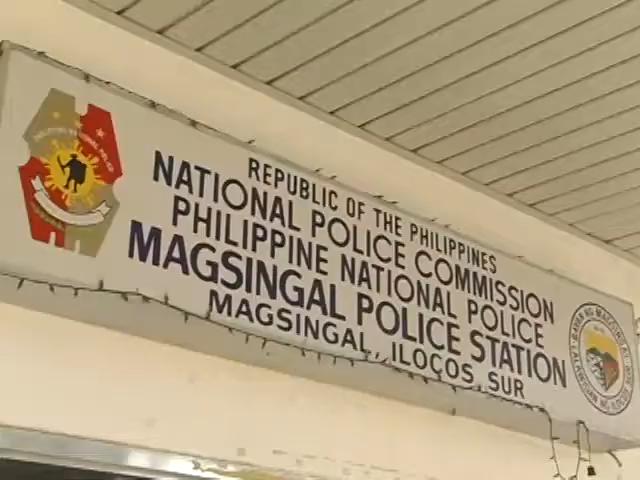 REPUBLIC OF THE PHILIPPINES
NATIONAL POLICE COMMISSION
PHILIPPINE NATIONAL POLICE
MAGSINGAL POLICE STATION
MAGSINGAL, ILOCOS SUR